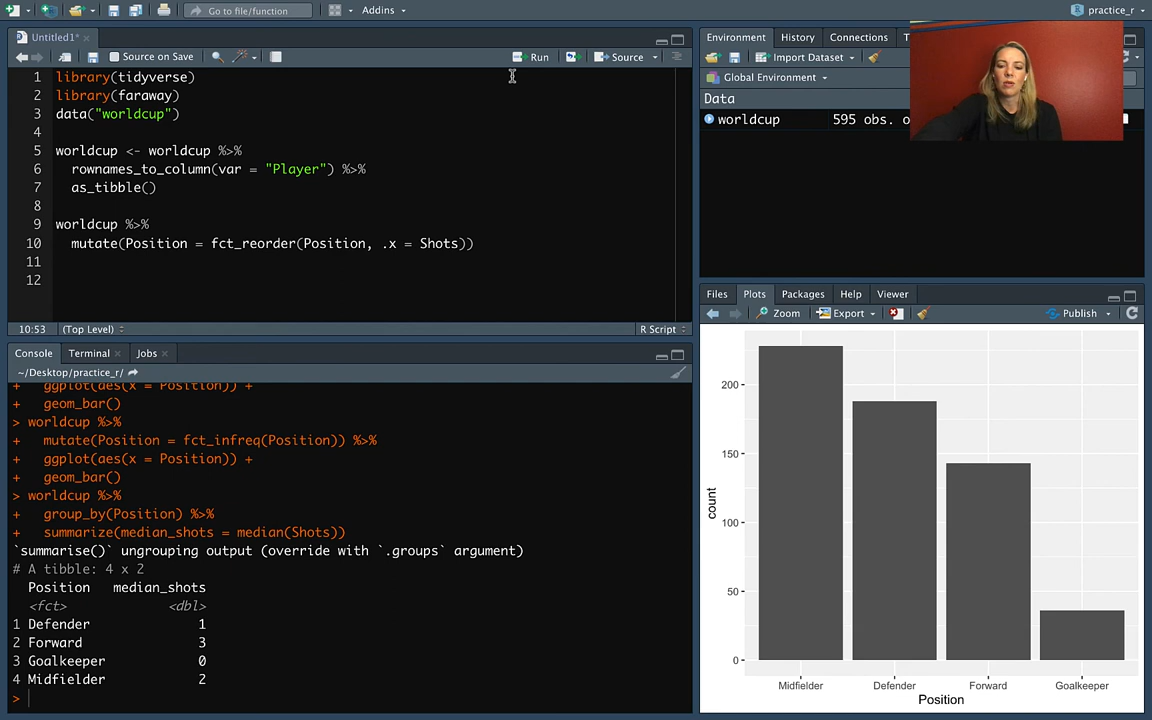 Go to file/function
Addins
practice_r
Untitled1*
Source on Save
Run
Source
1 library(tidyverse)
2 library(faraway)
3 data("worldcup")
4
5 worldcup <- worldcup %>%
6 rownames_to_column(var = "Player") %>%
7 as_tibble()
8
9 worldcup %>%
10 mutate(Position = fct_reorder(Position, .x = Shots))
11
12
10:53 (Top Level) R Script
Console Terminal Jobs
~/Desktop/practice_r/
+ ggplot(aes(x = Position)) +
+ geom_bar()
> worldcup %>%
+ mutate(Position = fct_infreq(Position)) %>%
+ ggplot(aes(x = Position)) +
+ geom_bar()
> worldcup %>%
+ group_by(Position) %>%
+ summarize(median_shots = median(Shots))
`summarise()` ungrouping output (override with `.groups` argument)
# A tibble: 4 x 2
Position median_shots
<fct> <dbl>
1 Defender 1
2 Forward 3
3 Goalkeeper 0
4 Midfielder 2
>
Environment History Connections T
Import Dataset
Global Environment
Data
worldcup 595 obs. o
Files Plots Packages Help Viewer
Zoom Export Publish
200
150
100
50
0
count
Midfielder Defender Forward Goalkeeper
Position